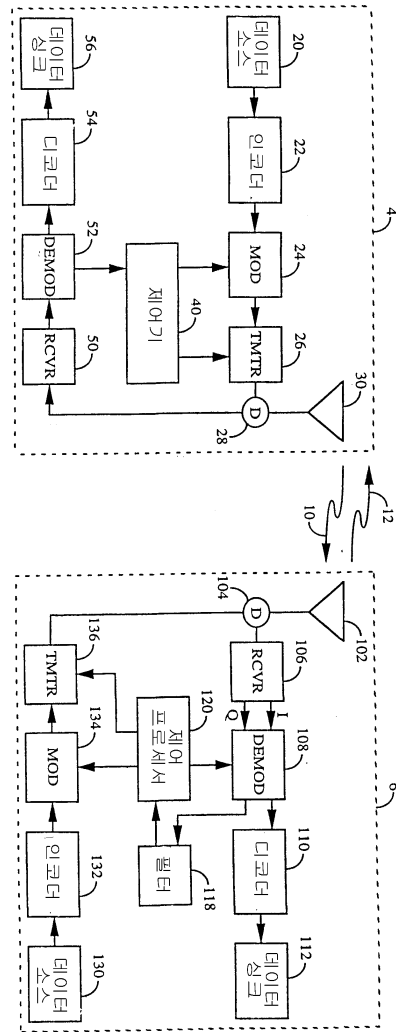 4
데이터
소스
20
인코더
22
MOD
24
TMTR
26
D
28
30
제어기
40
데이터
싱크
56
디코더
54
DEMOD
52
RCVR
50
12
10
6
102
D
104
RCVR
106
I
Q
DEMOD
108
디코더
110
데이터
싱크
112
필터
118
제어
프로세서
120
TMTR
136
MOD
134
인코더
132
데이터
소스
130